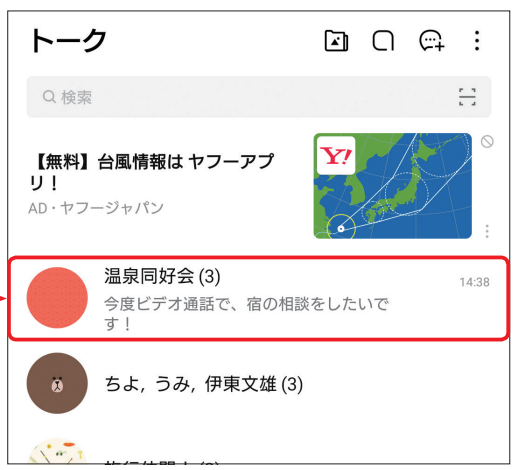 トーク
検索
【無料】台風情報は ヤフーアプ
リ！
AD・ヤフージャパン
Y!
温泉同好会 (3)
14:38
今度ビデオ通話で、宿の相談をしたいで
す！
ちよ, うみ, 伊東文雄 (3)